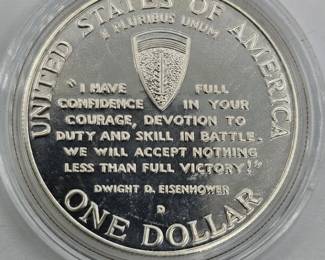 UNITED STATES OF AMERICA
E PLURIBUS UNUM
"I HAVE FULL
CONFIDENCE IN YOUR
COURAGE, DEVOTION TO
DUTY AND SKILL IN BATTLE.
WE WILL ACCEPT NOTHING
LESS THAN FULL VICTORY!"
DWIGHT D. EISENHOWER
D
ONE DOLLAR